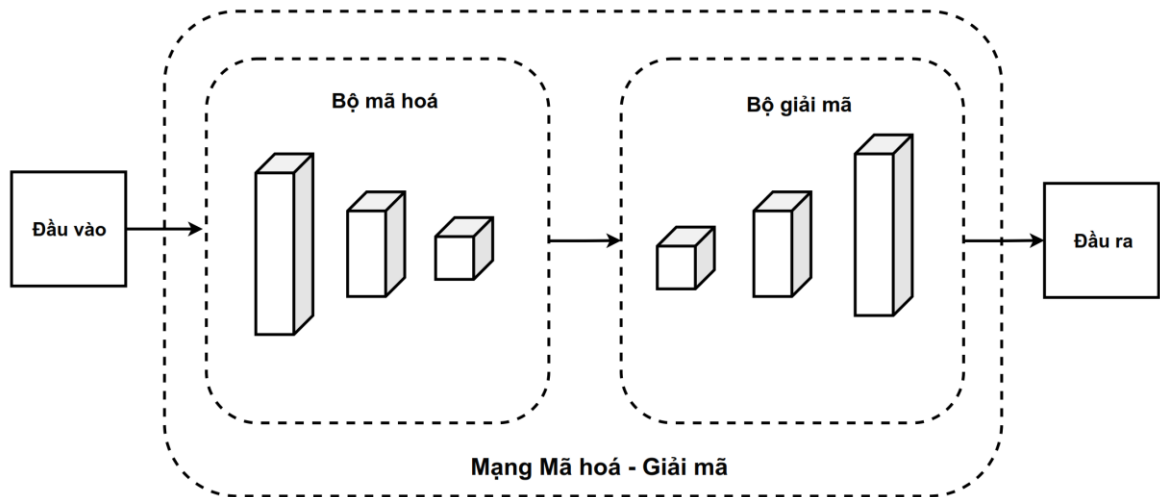 Bộ mã hoá
Bộ giải mã
Đầu vào
Đầu ra
Mạng Mã hoá - Giải mã